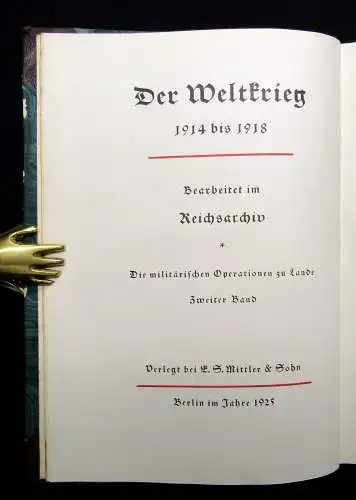 Der Weltkrieg
1914 bis 1918
Bearbeitet im
Reichsarchiv
*
Die militärischen Operationen zu Lande
Zweiter Band
Verlegt bei E. S. Mittler & Sohn
Berlin im Jahre 1925